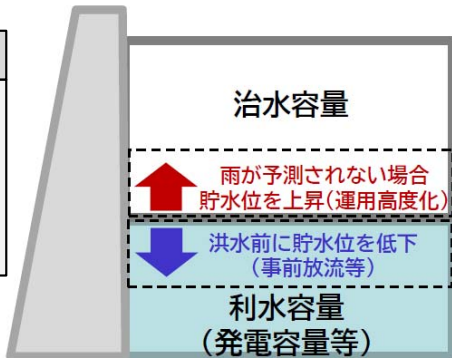 治水容量
雨が予測されない場合
貯水位を上昇(運用高度化)
洪水前に貯水位を低下
(事前放流等)
利水容量
(発電容量等)